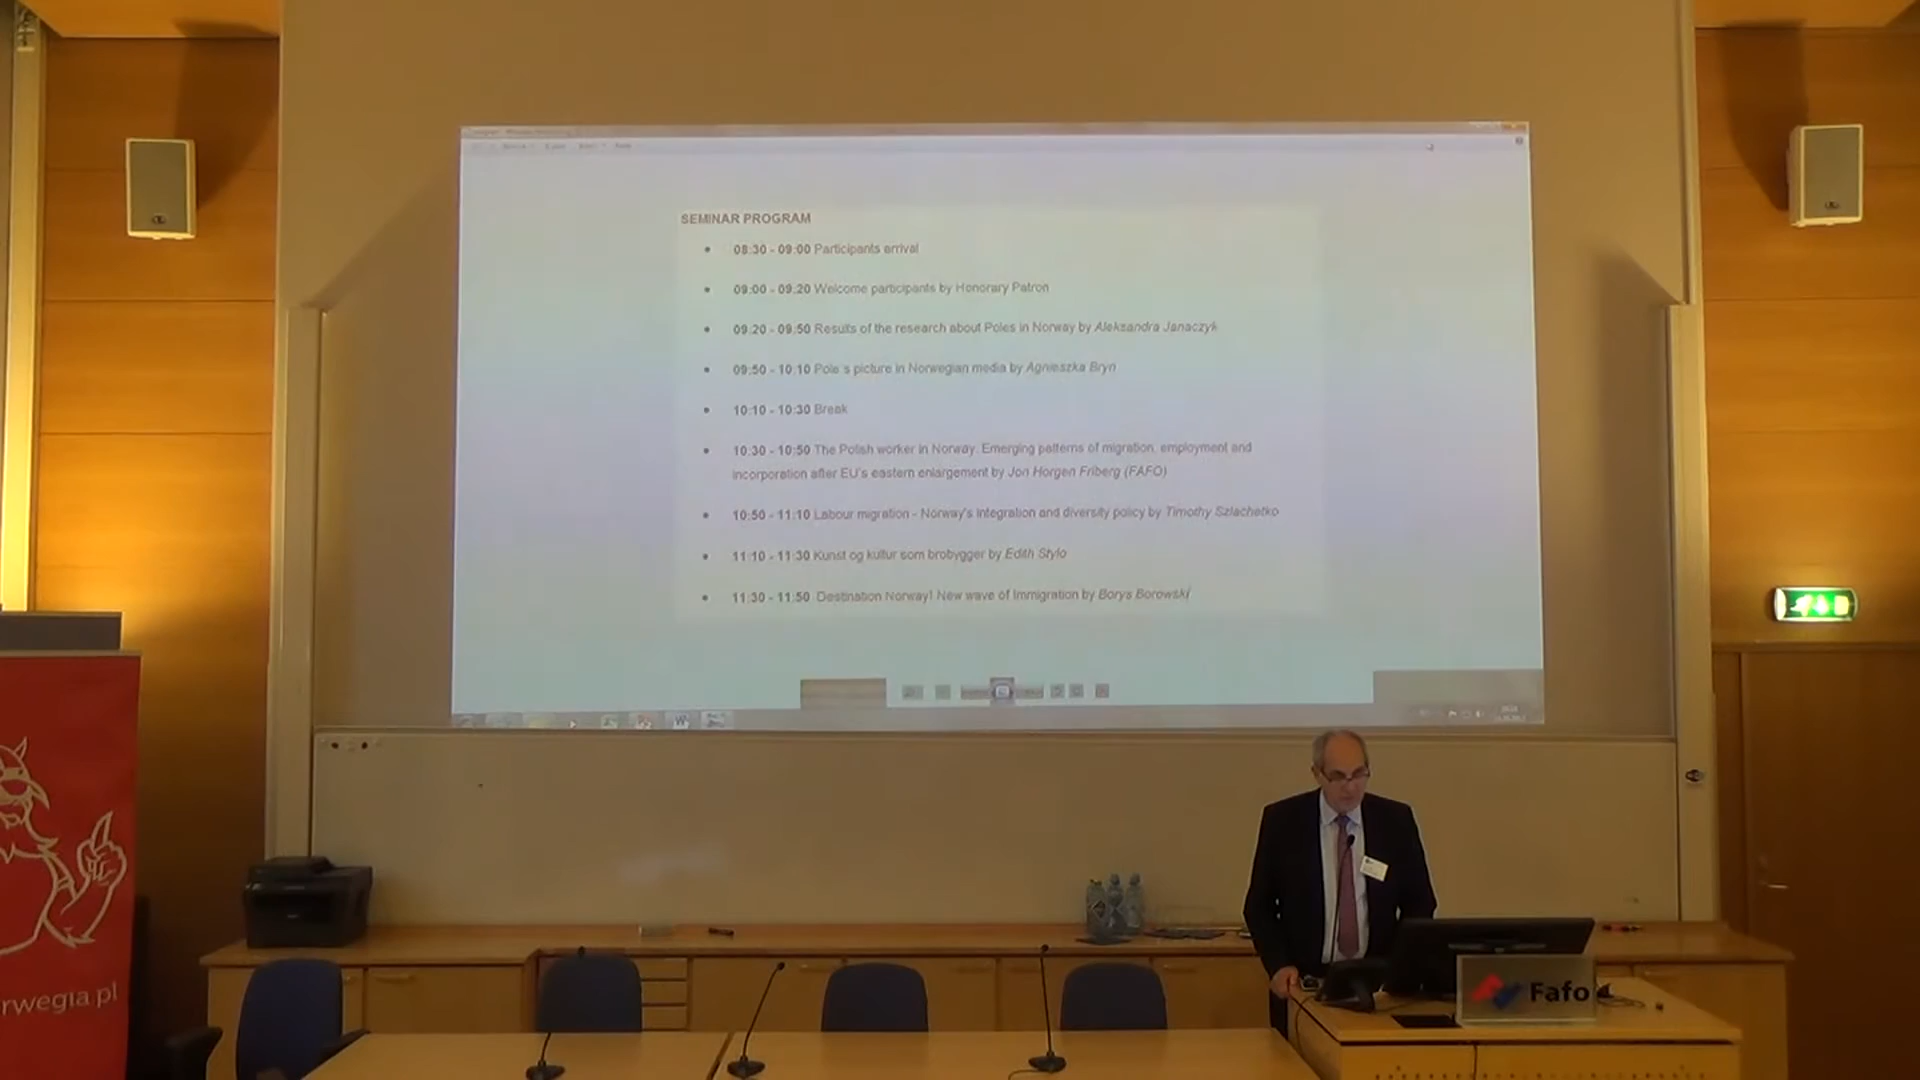 SEMINAR PROGRAM
• 08:30 - 09:00 Participants arrival
• 09:00 - 09.20 Welcome participants by Honorary Patron
• 09:20 - 09:50 Results of the research about Poles in Norway by Aleksandra Janaczyk
• 09:50 - 10:10 Pole`s picture in Norwegian media by Agnieszka Bryn
• 10:10 - 10:30 Break
• 10:30 - 10:50 The Polish worker in Norway. Emerging patterns of migration, employment and
incorporation after EU's eastern enlargement by Jon Horgen Friberg (FAFO)
• 10:50 - 11:10 Labour migration - Norway's integration and diversity policy by Timothy Szlachetko
• 11:10 - 11:30 Kunst og kultur som brobygger by Edith Stylo
• 11:30 - 11:50 Destination Norway! New wave of Immigration by Borys Borowski
rwegia.pl
Fafo